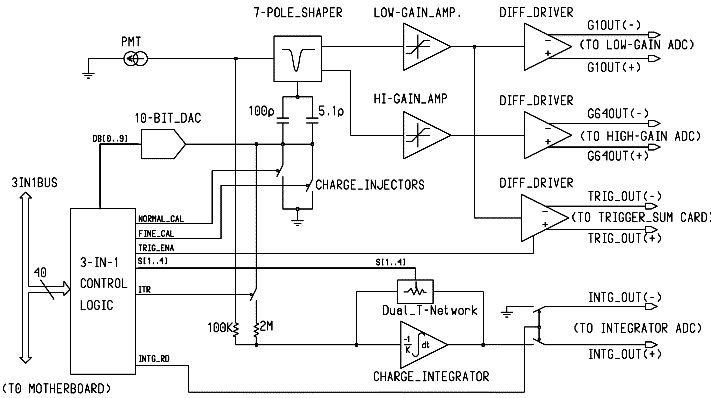 7-POLE_SHAPER
LOW-GAIN_AMP.
DIFF_DRIVER
G1OUT(-)
(TO LOW-GAIN ADC)
G1OUT(+)
PMT
100p
5.1p
HI-GAIN_AMP
DIFF_DRIVER
G64OUT(-)
(TO HIGH-GAIN ADC)
G64OUT(+)
10-BIT_DAC
DB[0..9]
3IN1BUS
CHARGE_INJECTORS
DIFF_DRIVER
TRIG_OUT(-)
(TO TRIGGER_SUM CARD)
TRIG_OUT(+)
NORMAL_CAL
FINE_CAL
TRIG_ENA
S[1..4]
S[1..4]
3-IN-1
CONTROL
LOGIC
40
ITR
Dual_T-Network
100K
2M
-1
K
dt
CHARGE_INTEGRATOR
INTG_OUT(-)
(TO INTEGRATOR ADC)
INTG_OUT(+)
INTG_RD
(TO MOTHERBOARD)